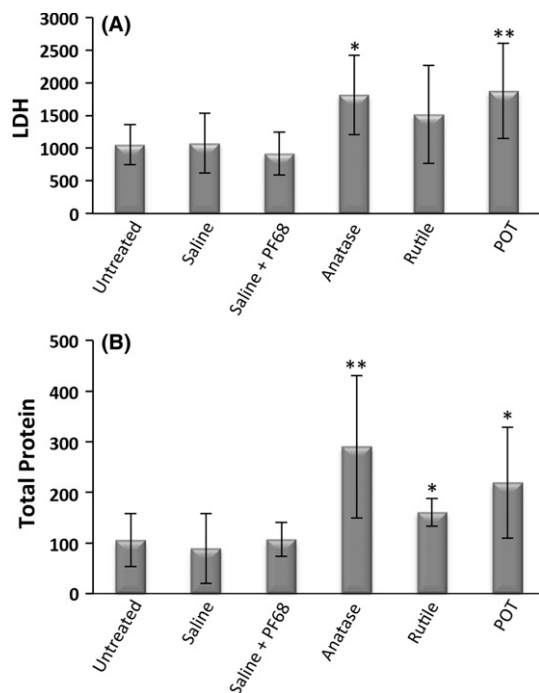 (A)
LDH
3000
2500
2000
1500
1000
500
0
*
**
Untreated
Saline
Saline + PF68
Anatase
Rutile
POT
(B)
Total Protein
500
400
300
200
100
0
**
*
*
Untreated
Saline
Saline + PF68
Anatase
Rutile
POT